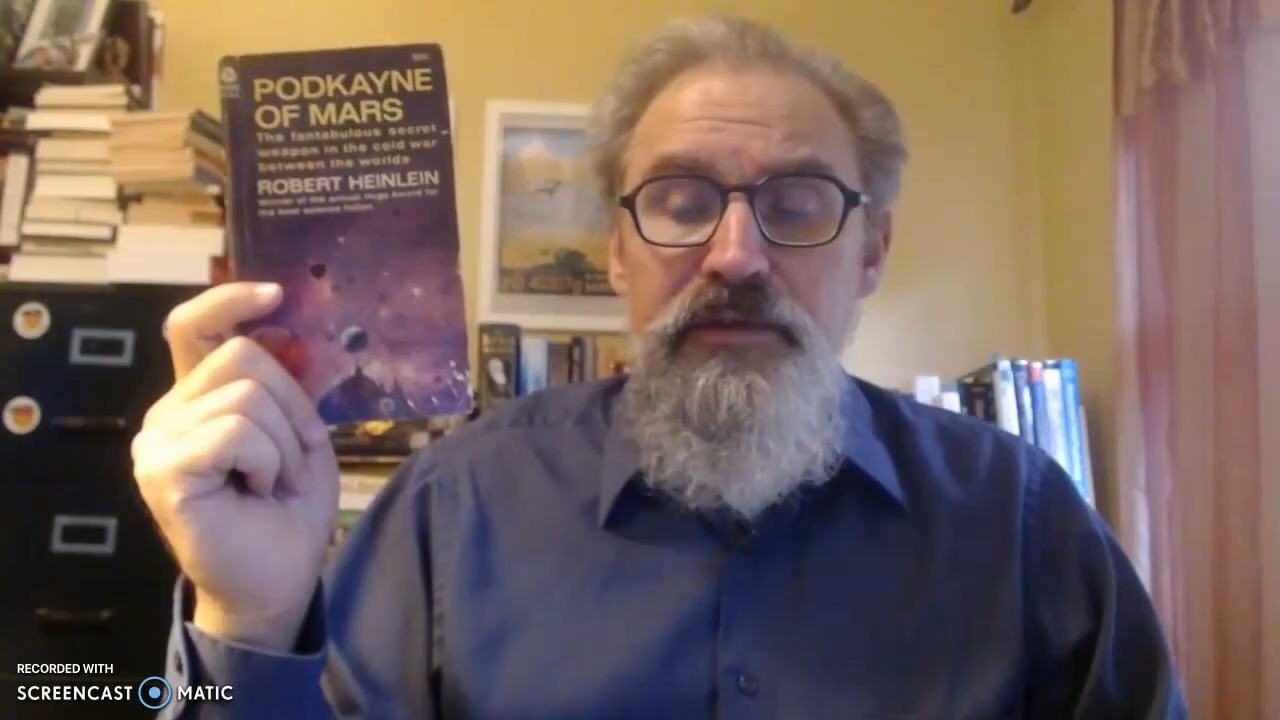 PODKAYNE
OF MARS
The fantabulous secret
weapon in the cold war
between the worlds
ROBERT HEINLEIN
Winner of the annual Hugo Award for
the best science fiction
RECORDED WITH
SCREENCAST MATIC